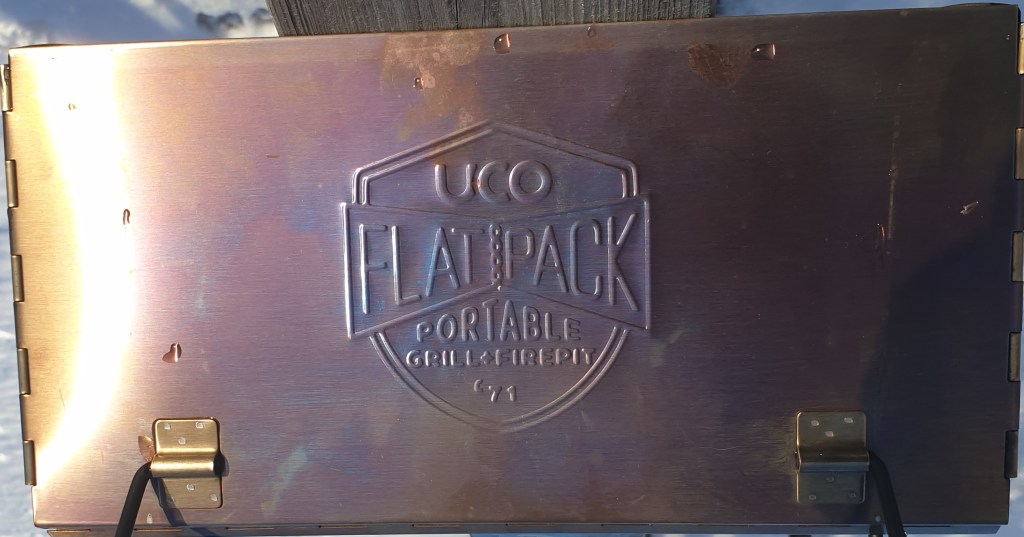 UCO
FLAT PACK
PORTABLE
GRILL+FIREPIT
'71